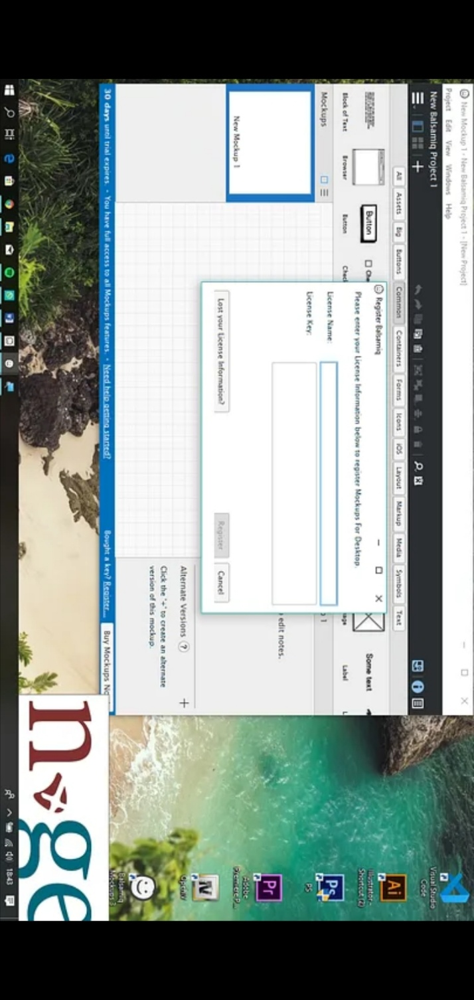 New Mockup 1 - New Balsamiq Project 1 - [New Project]
Project Edit View Windows Help
New Balsamiq Project 1
All Assets Big Buttons Common Containers Forms Icons iOS Layout Markup Media Symbols Text
Button
Some text
Block of Text Browser Button Label
Mockups
New Mockup 1
Register Balsamiq
Please enter your License Information below to register Mockups For Desktop.
License Name:
License Key:
Lost your License Information? Register Cancel
edit notes.
Alternate Versions ?
Click the "+" to create an alternate
version of this mockup.
30 days until trial expires. • You have full access to all Mockups features. • Need help getting started? Bought a key? Register... Buy Mockups
Visual Studio
Code
Ai
Illustrator -
Shortcut (2)
Ps
PS
Pr
Adobe
Premiere P...
N
Balsamiq
Mockups 3
nge
18:43